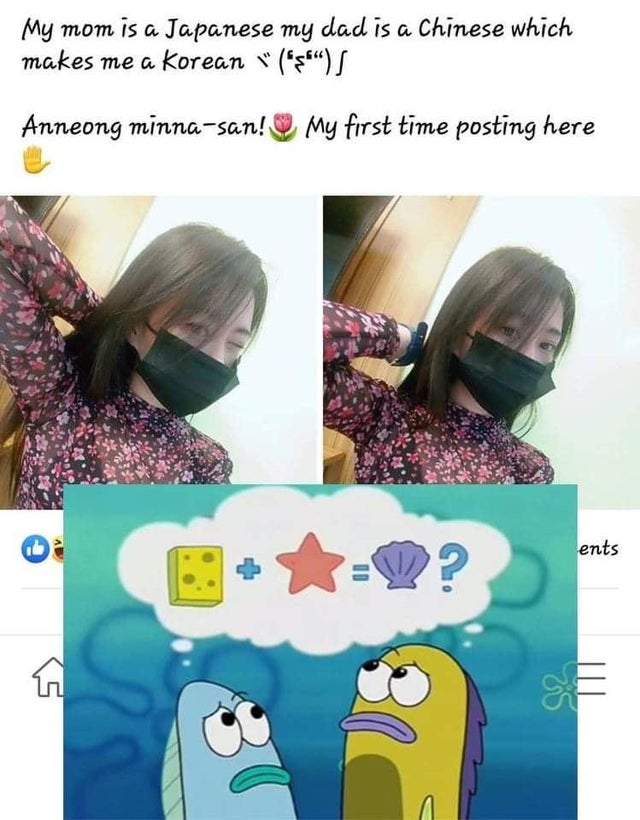 My mom is a Japanese my dad is a Chinese which
makes me a Korean ヾ(❛ε❛“)ʃ
Anneong minna-san!🌷 My first time posting here
✋
ents
+ = ?